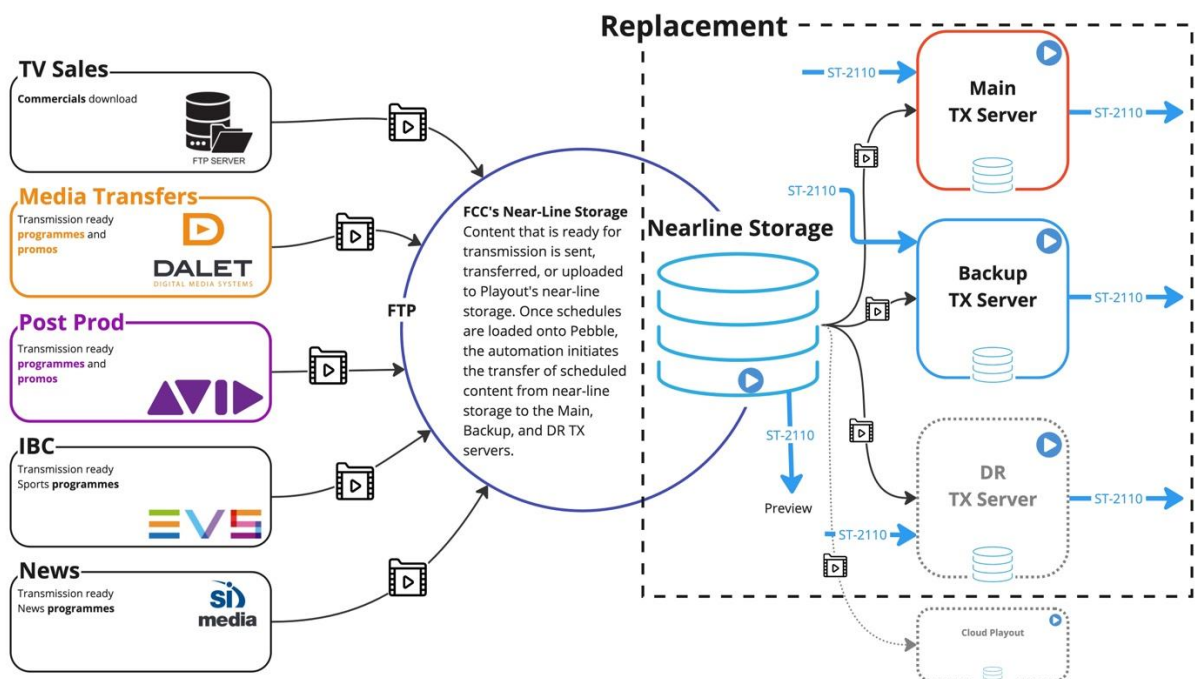 Replacement
TV Sales
Commercials download
FTP SERVER
Media Transfers
Transmission ready
programmes and
promos
DALET
DIGITAL MEDIA SYSTEMS
Post Prod
Transmission ready
programmes and
promos
AVID
IBC
Transmission ready
Sports programmes
EVS
News
Transmission ready
News programmes
si
media
FTP
FCC's Near-Line Storage
Content that is ready for
transmission is sent,
transferred, or uploaded
to Playout's near-line
storage. Once schedules
are loaded onto Pebble,
the automation initiates
the transfer of scheduled
content from near-line
storage to the Main,
Backup, and DR TX
servers.
Nearline Storage
ST-2110
Preview
ST-2110
Main
TX Server
ST-2110
ST-2110
Backup
TX Server
ST-2110
DR
TX Server
ST-2110
ST-2110
Cloud Playout